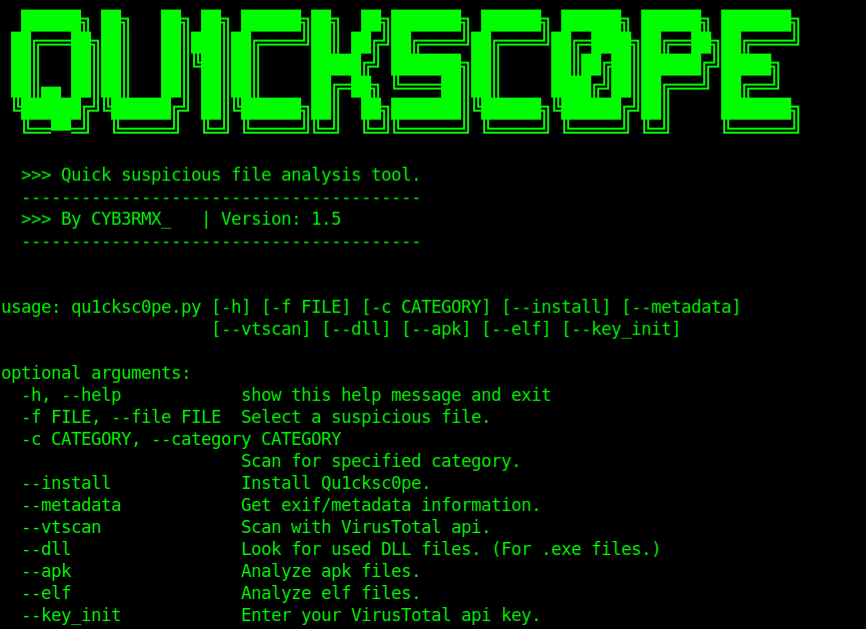 QU1CKSC0PE
>>> Quick suspicious file analysis tool.
----------------------------------------
>>> By CYB3RMX_   | Version: 1.5
----------------------------------------
usage: qu1cksc0pe.py [-h] [-f FILE] [-c CATEGORY] [--install] [--metadata]
[--vtscan] [--dll] [--apk] [--elf] [--key_init]
optional arguments:
-h, --help            show this help message and exit
-f FILE, --file FILE  Select a suspicious file.
-c CATEGORY, --category CATEGORY
Scan for specified category.
--install             Install Qu1cksc0pe.
--metadata            Get exif/metadata information.
--vtscan              Scan with VirusTotal api.
--dll                 Look for used DLL files. (For .exe files.)
--apk                 Analyze apk files.
--elf                 Analyze elf files.
--key_init            Enter your VirusTotal api key.